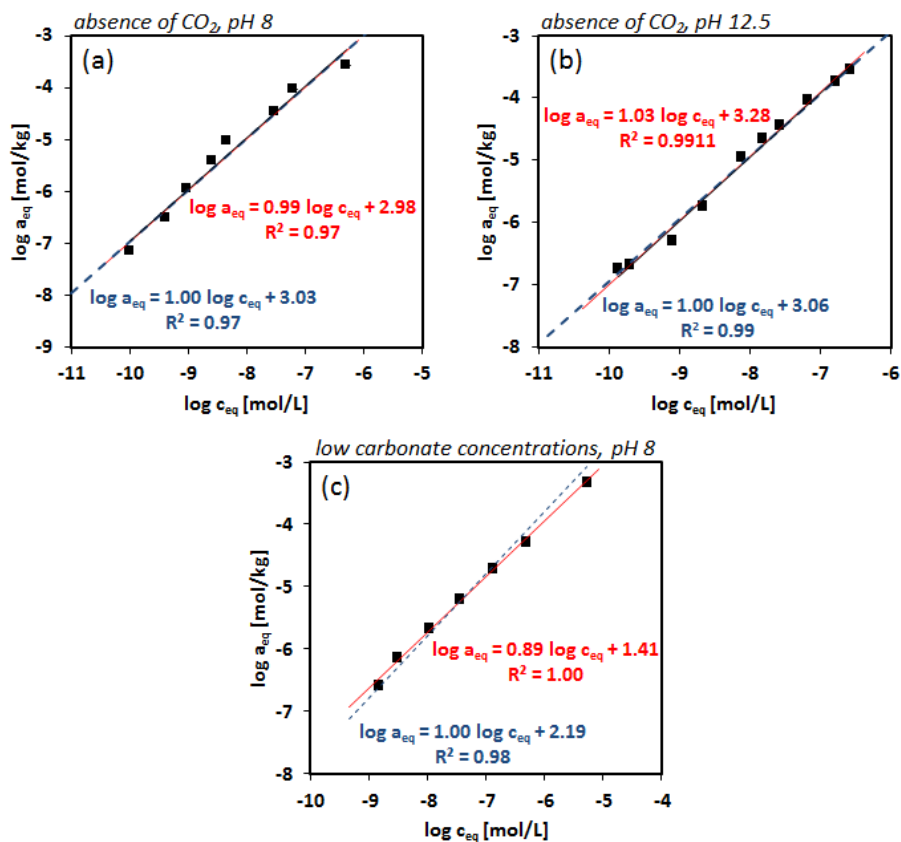 absence of CO2, pH 8
(a)
-3
-4
-5
-6
-7
-8
-9
log aeq [mol/kg]
log aeq = 0.99 log ceq + 2.98
R² = 0.97
log aeq = 1.00 log ceq + 3.03
R² = 0.97
-11 -10 -9 -8 -7 -6 -5
log ceq [mol/L]
absence of CO2, pH 12.5
(b)
-3
-4
-5
-6
-7
-8
log aeq [mol/kg]
log aeq = 1.03 log ceq + 3.28
R² = 0.9911
log aeq = 1.00 log ceq + 3.06
R² = 0.99
-11 -10 -9 -8 -7 -6
log ceq [mol/L]
low carbonate concentrations, pH 8
(c)
-3
-4
-5
-6
-7
-8
log aeq [mol/kg]
log aeq = 0.89 log ceq + 1.41
R² = 1.00
log aeq = 1.00 log ceq + 2.19
R² = 0.98
-10 -9 -8 -7 -6 -5 -4
log ceq [mol/L]